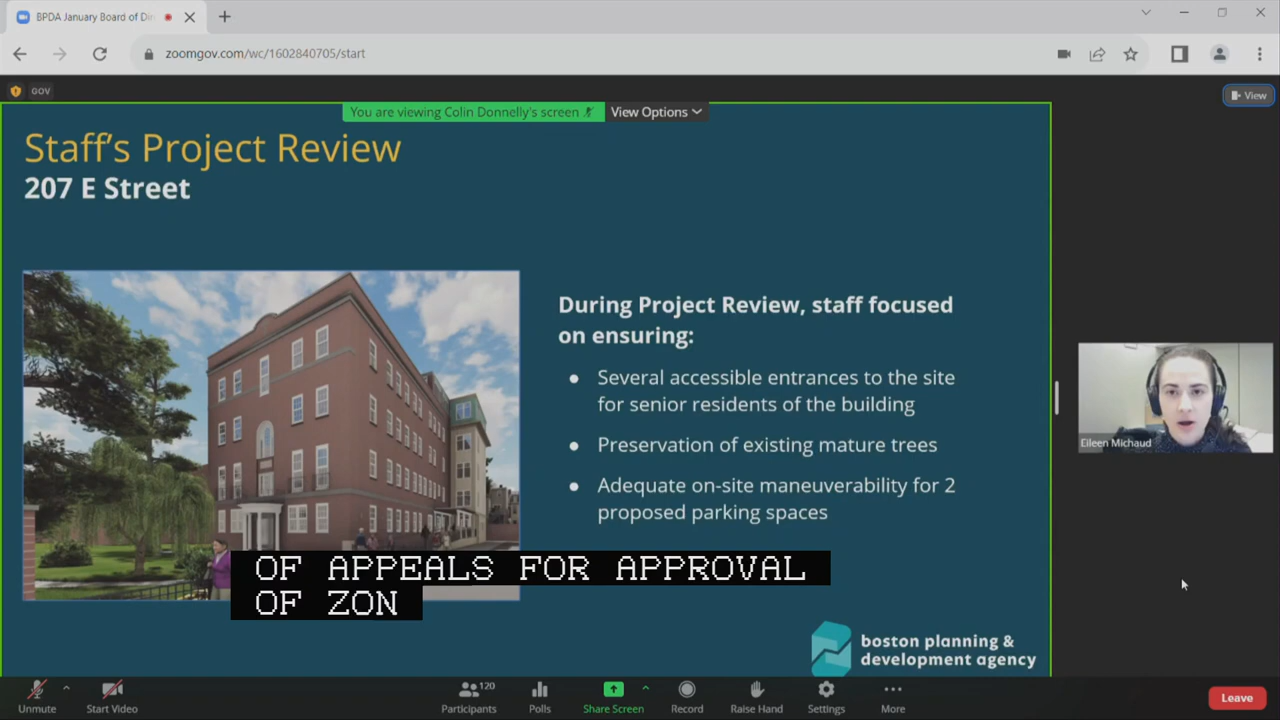 BPDA January Board of Dir
zoomgov.com/wc/1602840705/start
GOV
You are viewing Colin Donnelly's screen
View Options
View
Staff's Project Review
207 E Street
During Project Review, staff focused
on ensuring:
● Several accessible entrances to the site
for senior residents of the building
● Preservation of existing mature trees
● Adequate on-site maneuverability for 2
proposed parking spaces
Eileen Michaud
OF APPEALS FOR APPROVAL
OF ZON
boston planning &
development agency
Unmute
Start Video
Participants
120
Polls
Share Screen
Record
Raise Hand
Settings
More
Leave